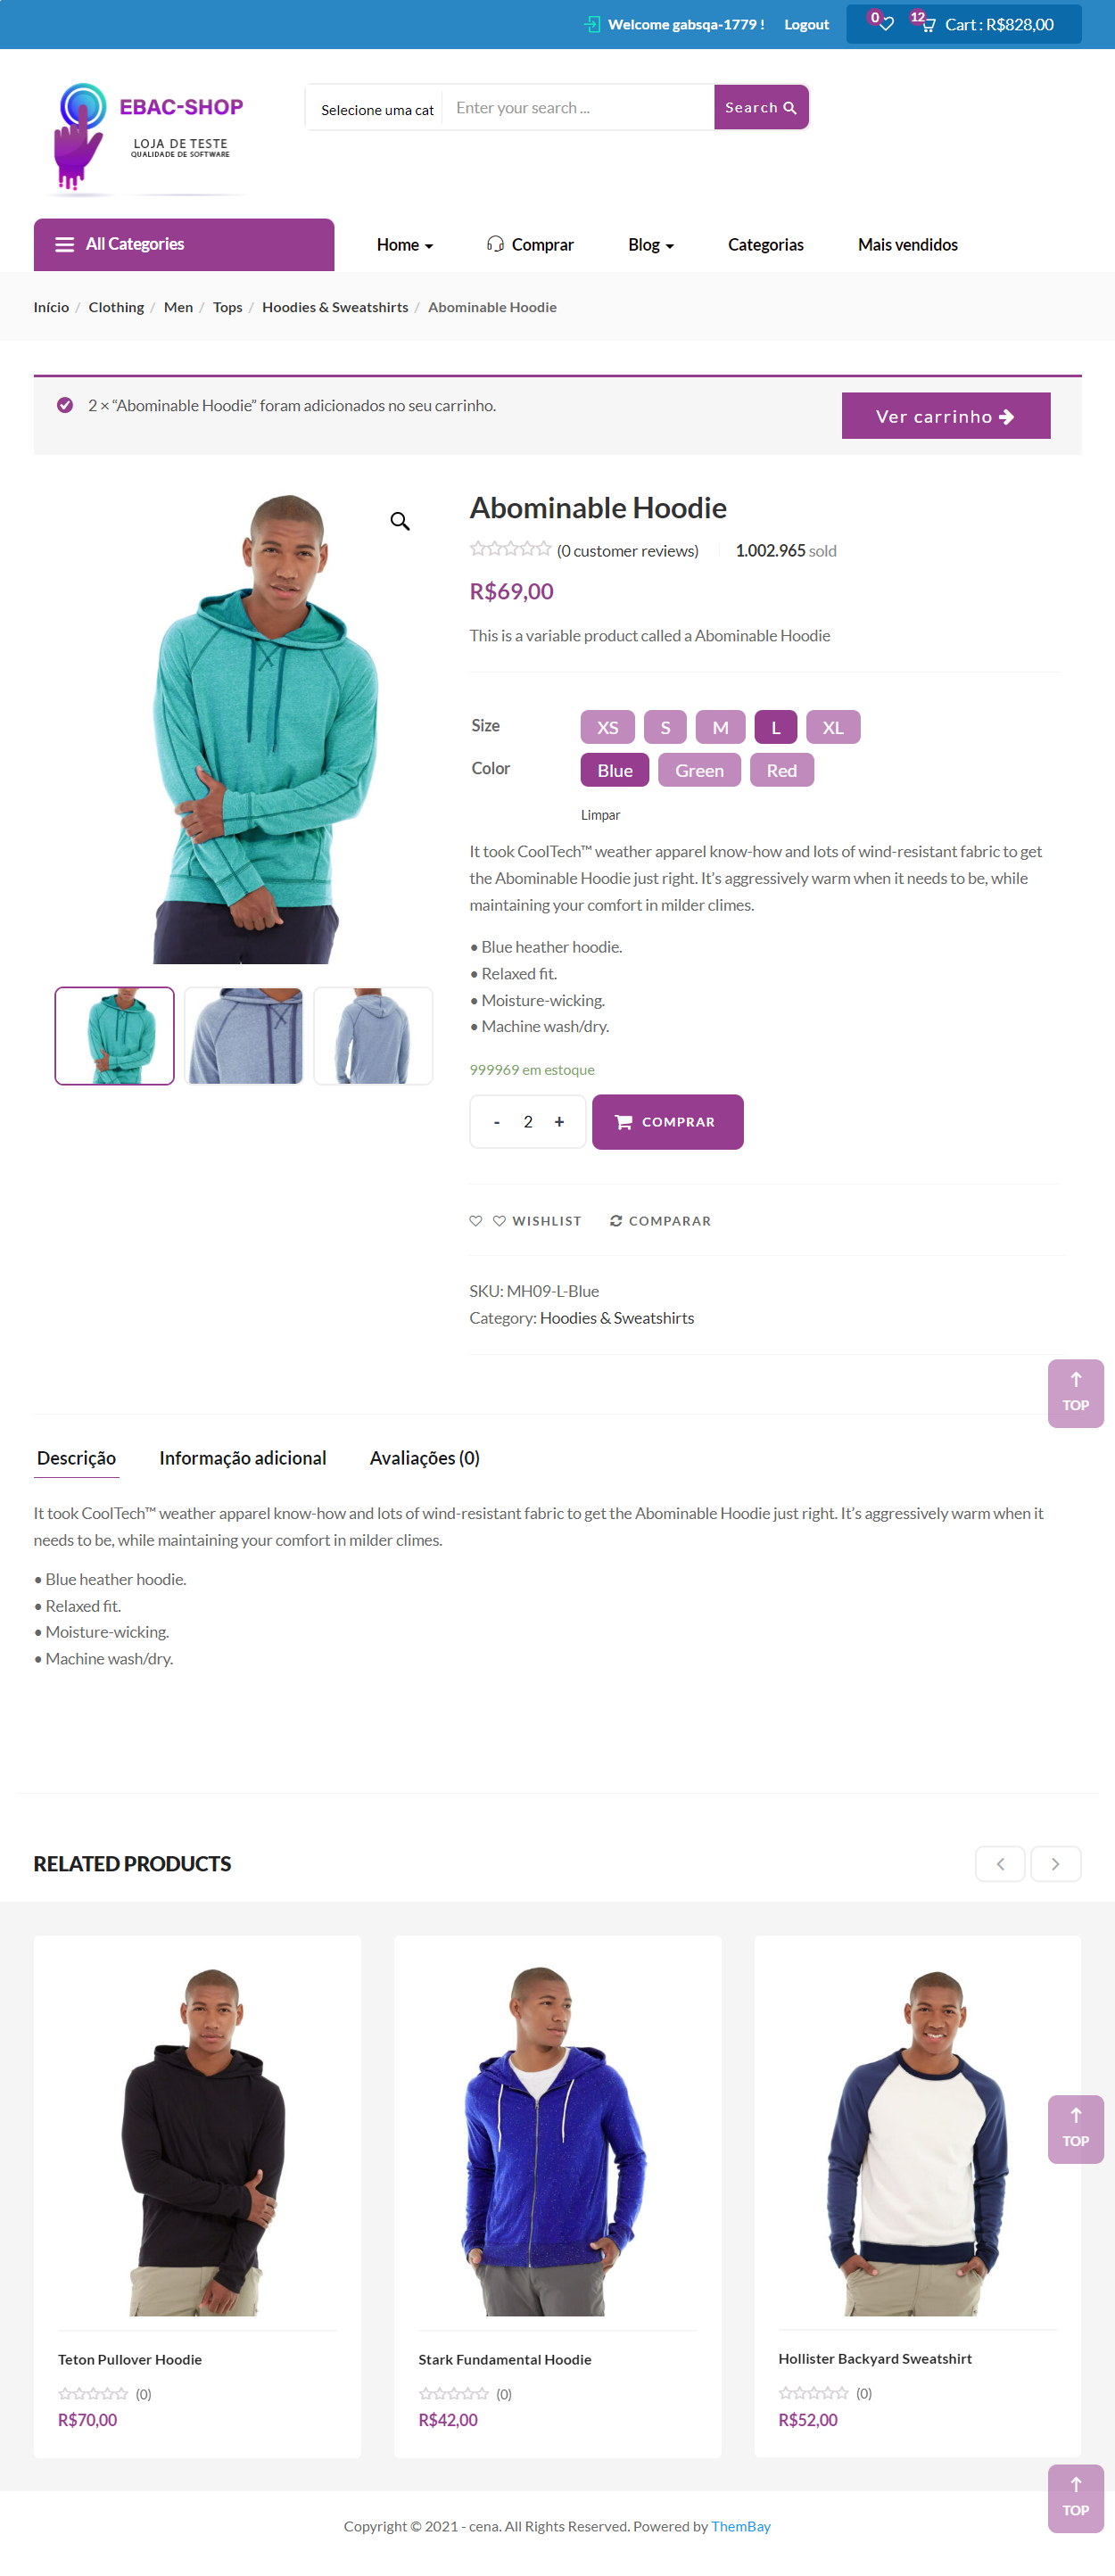 Welcome gabsqa-1779 ! Logout 0 12 Cart : R$828,00
EBAC-SHOP
LOJA DE TESTE
QUALIDADE DE SOFTWARE
Selecione uma cat Enter your search ... Search
All Categories Home Comprar Blog Categorias Mais vendidos
Início / Clothing / Men / Tops / Hoodies & Sweatshirts / Abominable Hoodie
2 × “Abominable Hoodie” foram adicionados no seu carrinho. Ver carrinho
Abominable Hoodie
(0 customer reviews) 1.002.965 sold
R$69,00
This is a variable product called a Abominable Hoodie
Size XS S M L XL
Color Blue Green Red
Limpar
It took CoolTech™ weather apparel know-how and lots of wind-resistant fabric to get
the Abominable Hoodie just right. It’s aggressively warm when it needs to be, while
maintaining your comfort in milder climes.
• Blue heather hoodie.
• Relaxed fit.
• Moisture-wicking.
• Machine wash/dry.
999969 em estoque
- 2 + COMPRAR
WISHLIST COMPARAR
SKU: MH09-L-Blue
Category: Hoodies & Sweatshirts
TOP
Descrição Informação adicional Avaliações (0)
It took CoolTech™ weather apparel know-how and lots of wind-resistant fabric to get the Abominable Hoodie just right. It’s aggressively warm when it
needs to be, while maintaining your comfort in milder climes.
• Blue heather hoodie.
• Relaxed fit.
• Moisture-wicking.
• Machine wash/dry.
RELATED PRODUCTS
TOP
Teton Pullover Hoodie
(0)
R$70,00
Stark Fundamental Hoodie
(0)
R$42,00
Hollister Backyard Sweatshirt
(0)
R$52,00
TOP
Copyright © 2021 - cena. All Rights Reserved. Powered by ThemBay